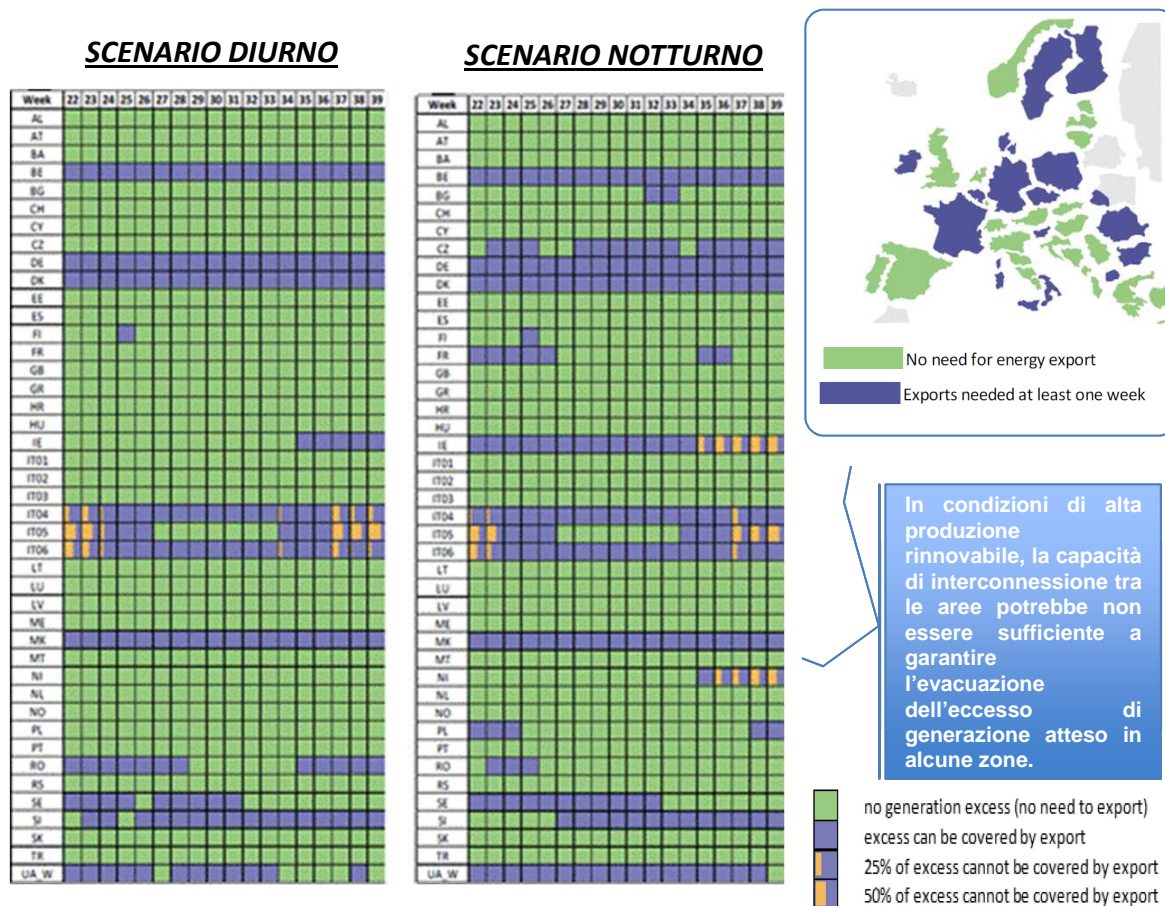 SCENARIO DIURNO
Week 22 23 24 25 26 27 28 29 30 31 32 33 34 35 36 37 38 39
AL
AT
BA
BE
BG
CH
CY
CZ
DE
DK
EE
ES
FI
FR
GB
GR
HR
HU
IE
IT01
IT02
IT03
IT04
IT05
IT06
LT
LU
LV
ME
MK
MT
NI
NL
NO
PL
PT
RO
RS
SE
SI
SK
TR
UA_W
SCENARIO NOTTURNO
Week 22 23 24 25 26 27 28 29 30 31 32 33 34 35 36 37 38 39
AL
AT
BA
BE
BG
CH
CY
CZ
DE
DK
EE
ES
FI
FR
GB
GR
HR
HU
IE
IT01
IT02
IT03
IT04
IT05
IT06
LT
LU
LV
ME
MK
MT
NI
NL
NO
PL
PT
RO
RS
SE
SI
SK
TR
UA_W
No need for energy export
Exports needed at least one week
In condizioni di alta
produzione
rinnovabile, la capacità
di interconnessione tra
le aree potrebbe non
essere sufficiente a
garantire
l'evacuazione
dell'eccesso di
generazione atteso in
alcune zone.
no generation excess (no need to export)
excess can be covered by export
25% of excess cannot be covered by export
50% of excess cannot be covered by export